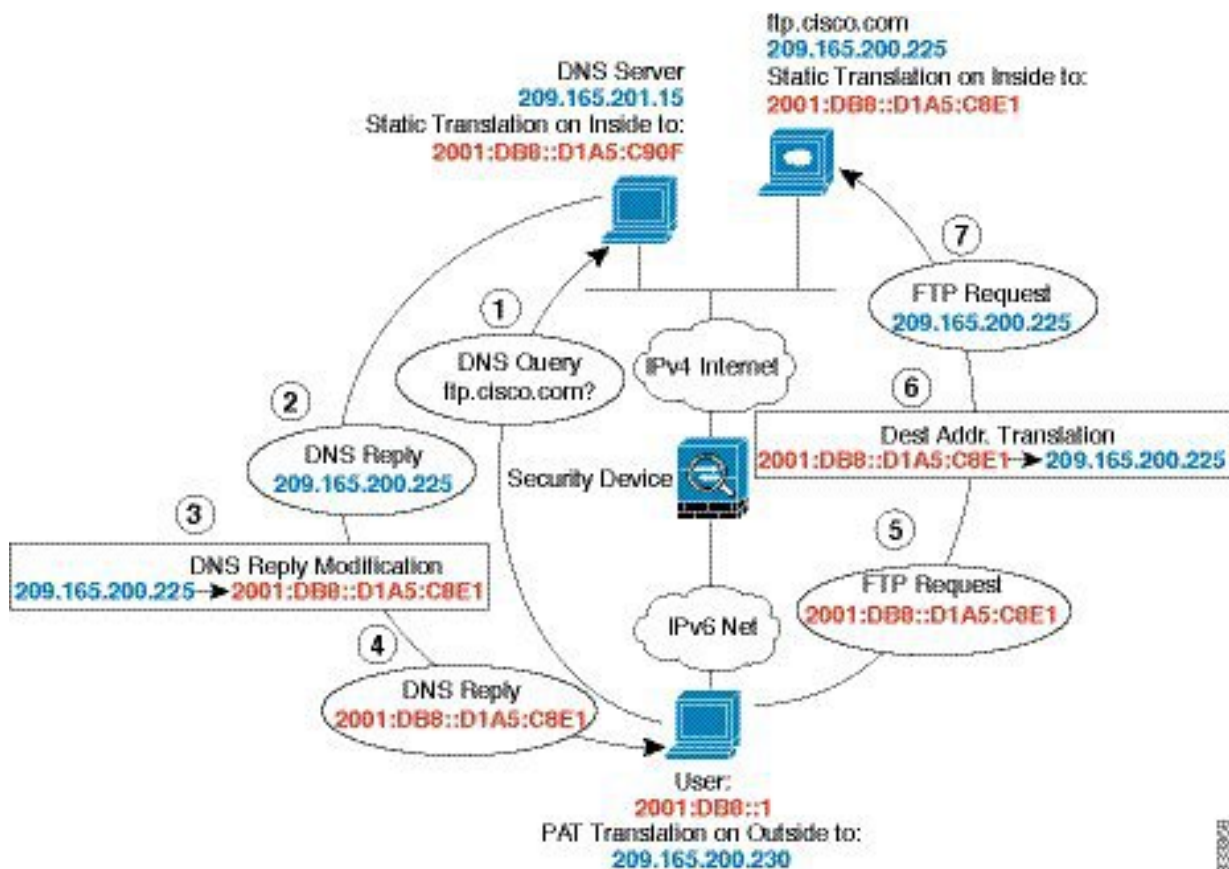 ftp.cisco.com
209.165.200.225
Static Translation on Inside to:
2001:DB8::D1A5:C8E1
DNS Server
209.165.201.15
Static Translation on Inside to:
2001:DB8::D1A5:C90F
7
FTP Request
209.165.200.225
1
DNS Query
ftp.cisco.com?
IPv4 Internet
2
DNS Reply
209.165.200.225
6
Dest Addr. Translation
2001:DB8::D1A5:C8E1 → 209.165.200.225
Security Device
3
DNS Reply Modification
209.165.200.225 → 2001:DB8::D1A5:C8E1
5
FTP Request
2001:DB8::D1A5:C8E1
IPv6 Net
4
DNS Reply
2001:DB8::D1A5:C8E1
User:
2001:DB8::1
PAT Translation on Outside to:
209.165.200.230